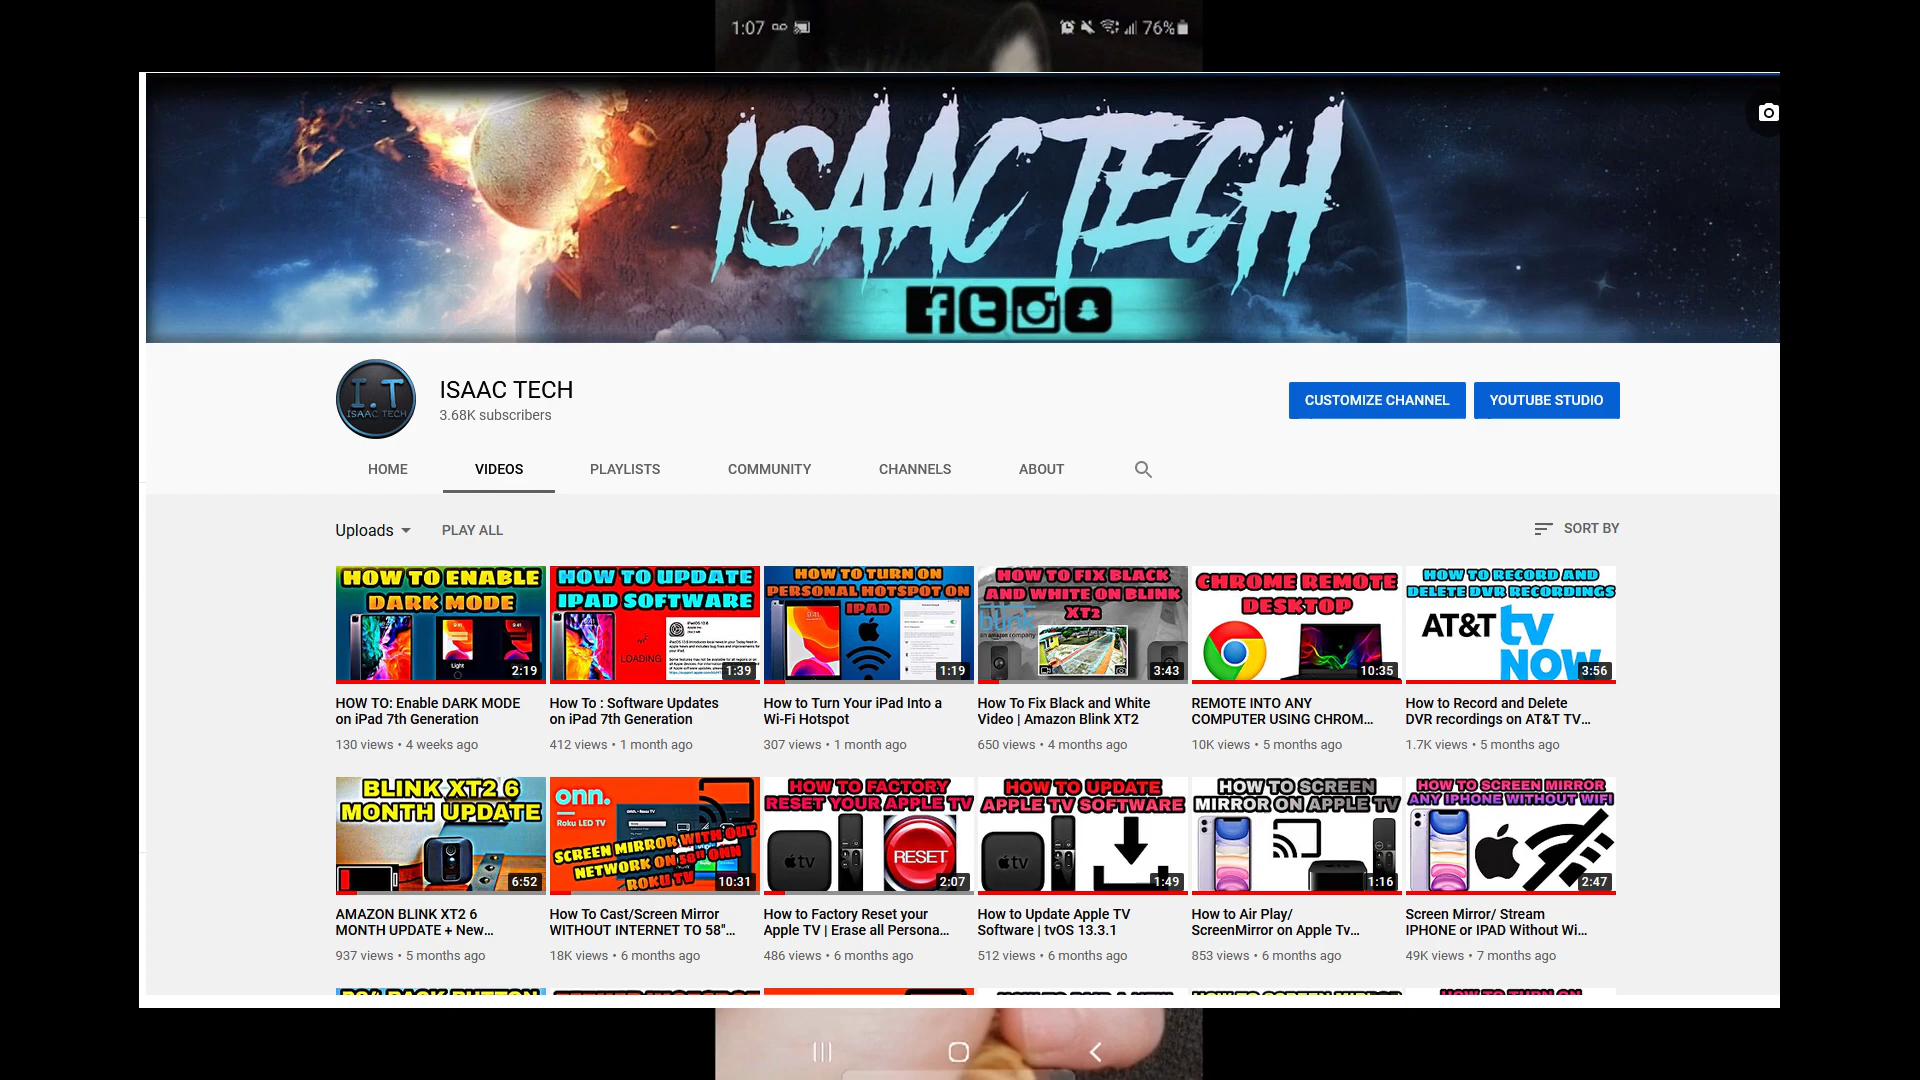 1:07
76%
ISAAC TECH
I.T
ISAAC TECH
ISAAC TECH
3.68K subscribers
CUSTOMIZE CHANNEL
YOUTUBE STUDIO
HOME
VIDEOS
PLAYLISTS
COMMUNITY
CHANNELS
ABOUT
Uploads
PLAY ALL
SORT BY
HOW TO ENABLE
DARK MODE
Light
2:19
HOW TO: Enable DARK MODE
on iPad 7th Generation
130 views • 4 weeks ago
HOW TO UPDATE
IPAD SOFTWARE
LOADING
1:39
How To : Software Updates
on iPad 7th Generation
412 views • 1 month ago
HOW TO TURN ON
PERSONAL HOTSPOT ON
IPAD
1:19
How to Turn Your iPad Into a
Wi-Fi Hotspot
307 views • 1 month ago
HOW TO FIX BLACK
AND WHITE ON BLINK
XT2
blink
an amazon company
3:43
How To Fix Black and White
Video | Amazon Blink XT2
650 views • 4 months ago
CHROME REMOTE
DESKTOP
10:35
REMOTE INTO ANY
COMPUTER USING CHROM...
10K views • 5 months ago
HOW TO RECORD AND
DELETE DVR RECORDINGS
AT&T tv
NOW
3:56
How to Record and Delete
DVR recordings on AT&T TV...
1.7K views • 5 months ago
BLINK XT2 6
MONTH UPDATE
6:52
AMAZON BLINK XT2 6
MONTH UPDATE + New...
937 views • 5 months ago
onn.
Roku LED TV
SCREEN MIRROR WITH OUT
NETWORK ON 58" ONN
ROKU TV
10:31
How To Cast/Screen Mirror
WITHOUT INTERNET TO 58"...
18K views • 6 months ago
HOW TO FACTORY
RESET YOUR APPLE TV
tv
RESET
2:07
How to Factory Reset your
Apple TV | Erase all Persona...
486 views • 6 months ago
HOW TO UPDATE
APPLE TV SOFTWARE
tv
1:49
How to Update Apple TV
Software | tvOS 13.3.1
512 views • 6 months ago
HOW TO SCREEN
MIRROR ON APPLE TV
1:16
How to Air Play/
ScreenMirror on Apple Tv...
853 views • 6 months ago
HOW TO SCREEN MIRROR
ANY IPHONE WITHOUT WIFI
2:47
Screen Mirror/ Stream
IPHONE or IPAD Without Wi...
49K views • 7 months ago